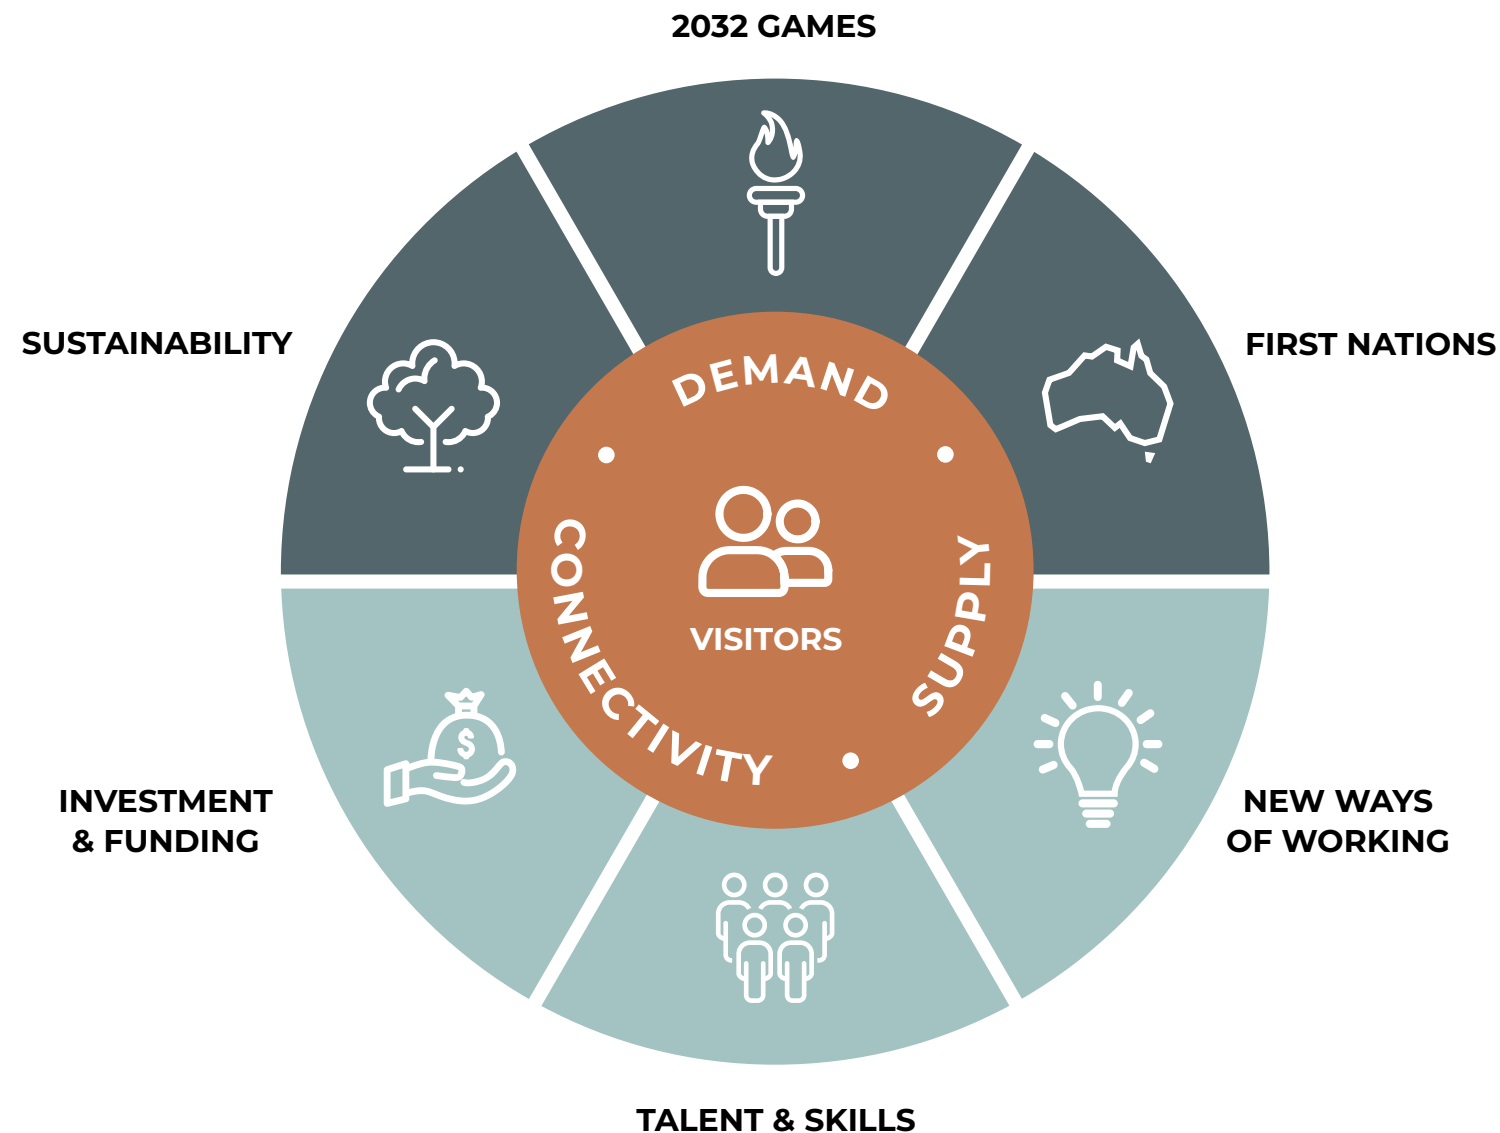 2032 GAMES
SUSTAINABILITY
FIRST NATIONS
DEMAND
SUPPLY
CONNECTIVITY
VISITORS
$
INVESTMENT
& FUNDING
NEW WAYS
OF WORKING
TALENT & SKILLS